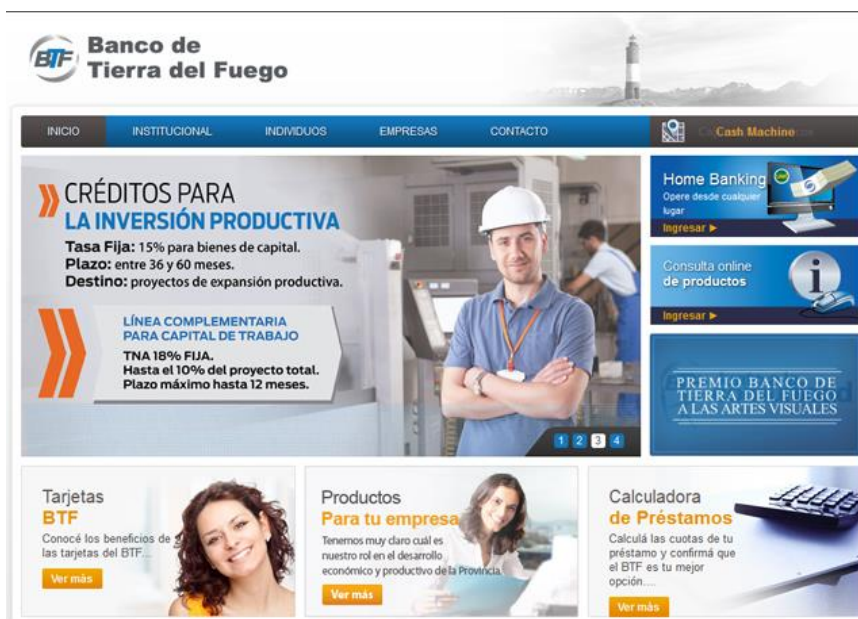 BTF
Banco de
Tierra del Fuego
INICIO
INSTITUCIONAL
INDIVIDUOS
EMPRESAS
CONTACTO
Cash Machine
CRÉDITOS PARA
LA INVERSIÓN PRODUCTIVA
Tasa Fija: 15% para bienes de capital.
Plazo: entre 36 y 60 meses.
Destino: proyectos de expansión productiva.
LÍNEA COMPLEMENTARIA
PARA CAPITAL DE TRABAJO
TNA 18% FIJA.
Hasta el 10% del proyecto total.
Plazo máximo hasta 12 meses.
1 2 3 4
Home Banking
Opere desde cualquier
lugar
Ingresar
Consulta online
de productos
i
Ingresar
PREMIO BANCO DE
TIERRA DEL FUEGO
A LAS ARTES VISUALES
Tarjetas
BTF
Conocé los beneficios de
las tarjetas del BTF...
Ver más
Productos
Para tu empresa
Tenemos muy claro cuál es
nuestro rol en el desarrollo
económico y productivo de la Provincia.
Ver más
Calculadora
de Préstamos
Calculá las cuotas de tu
préstamo y confirmá que
el BTF es tu mejor
opción....
Ver más